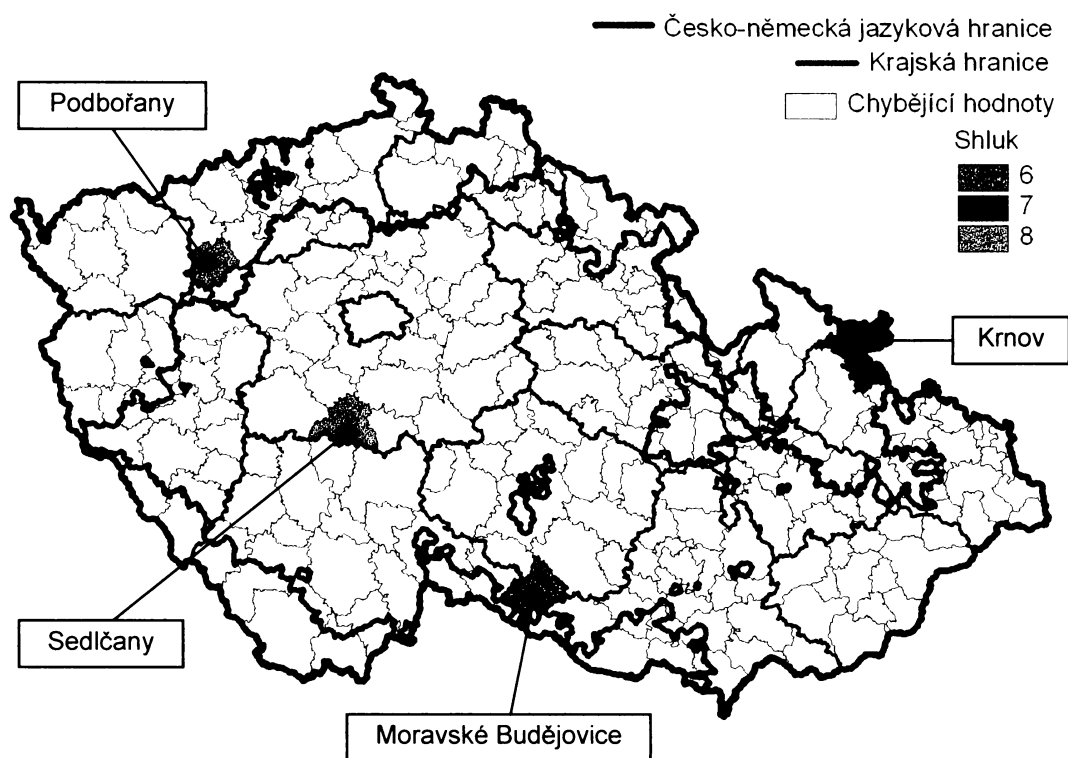 Česko-německá jazyková hranice
Krajská hranice
Chybějící hodnoty
Shluk
6
7
8
Podbořany
Krnov
Sedlčany
Moravské Budějovice